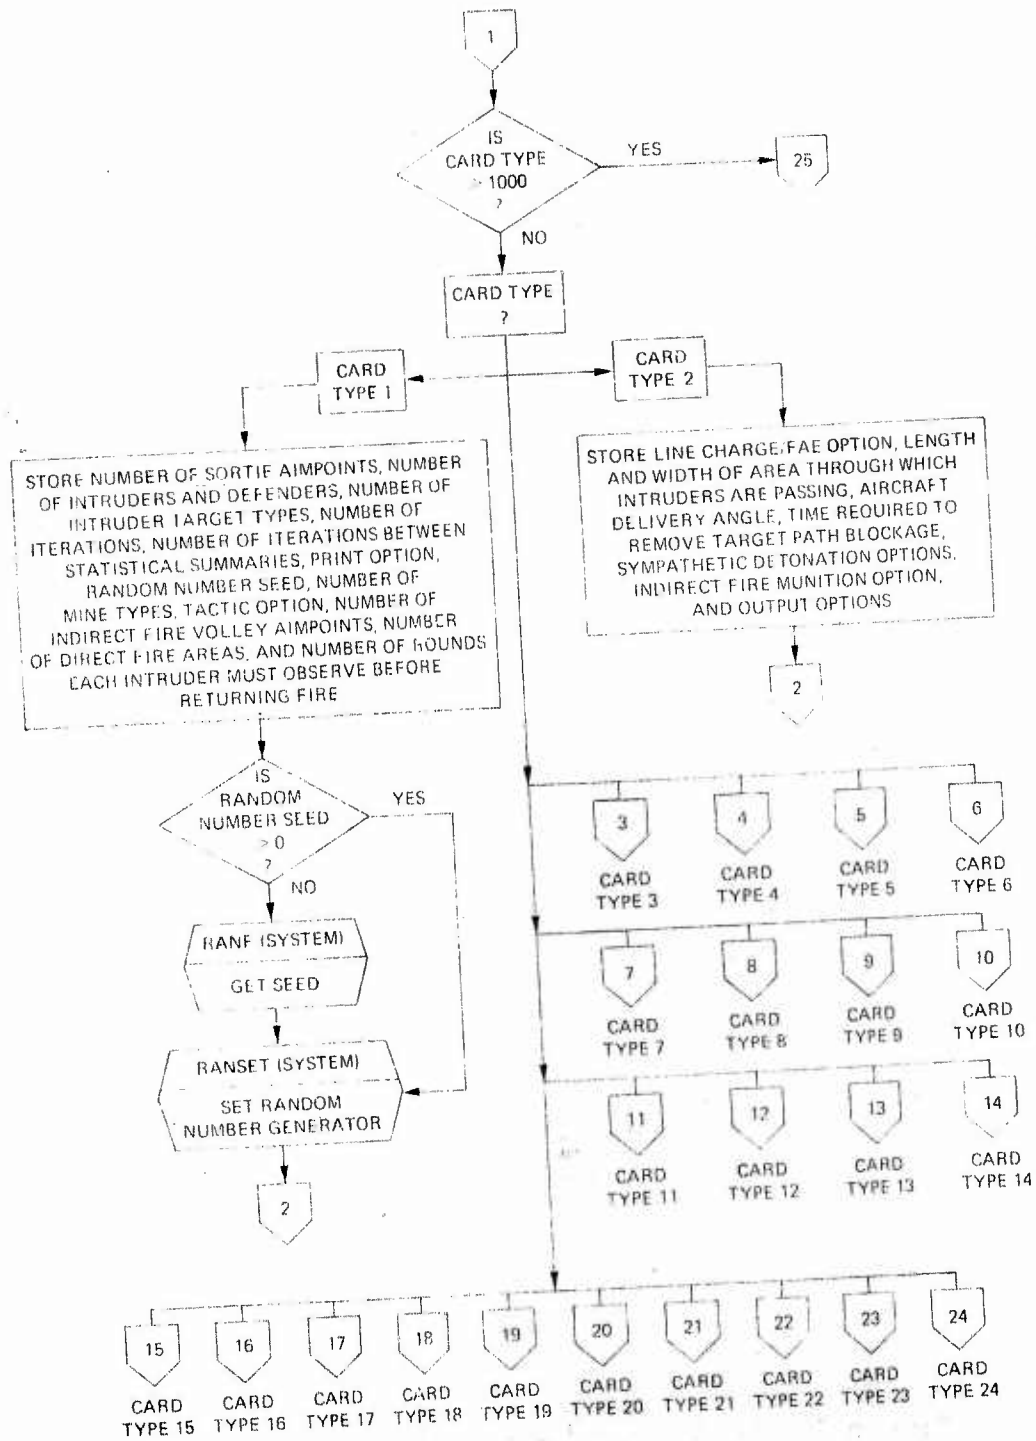 1
IS
CARD TYPE
> 1000
?
YES
25
NO
CARD TYPE
?
CARD
TYPE 1
CARD
TYPE 2
STORE NUMBER OF SORTIE AIMPOINTS, NUMBER
OF INTRUDERS AND DEFENDERS, NUMBER OF
INTRUDER TARGET TYPES, NUMBER OF
ITERATIONS, NUMBER OF ITERATIONS BETWEEN
STATISTICAL SUMMARIES, PRINT OPTION,
RANDOM NUMBER SEED, NUMBER OF
MINE TYPES, TACTIC OPTION, NUMBER OF
INDIRECT FIRE VOLLEY AIMPOINTS, NUMBER
OF DIRECT FIRE AREAS, AND NUMBER OF ROUNDS
EACH INTRUDER MUST OBSERVE BEFORE
RETURNING FIRE
STORE LINE CHARGE/FAE OPTION, LENGTH
AND WIDTH OF AREA THROUGH WHICH
INTRUDERS ARE PASSING, AIRCRAFT
DELIVERY ANGLE, TIME REQUIRED TO
REMOVE TARGET PATH BLOCKAGE,
SYMPATHETIC DETONATION OPTIONS,
INDIRECT FIRE MUNITION OPTION,
AND OUTPUT OPTIONS
2
IS
RANDOM
NUMBER SEED
> 0
?
YES
NO
RANF (SYSTEM)
GET SEED
RANSET (SYSTEM)
SET RANDOM
NUMBER GENERATOR
2
3
4
5
6
CARD
TYPE 3
CARD
TYPE 4
CARD
TYPE 5
CARD
TYPE 6
7
8
9
10
CARD
TYPE 7
CARD
TYPE 8
CARD
TYPE 9
CARD
TYPE 10
11
12
13
14
CARD
TYPE 11
CARD
TYPE 12
CARD
TYPE 13
CARD
TYPE 14
15
16
17
18
19
20
21
22
23
24
CARD
TYPE 15
CARD
TYPE 16
CARD
TYPE 17
CARD
TYPE 18
CARD
TYPE 19
CARD
TYPE 20
CARD
TYPE 21
CARD
TYPE 22
CARD
TYPE 23
CARD
TYPE 24